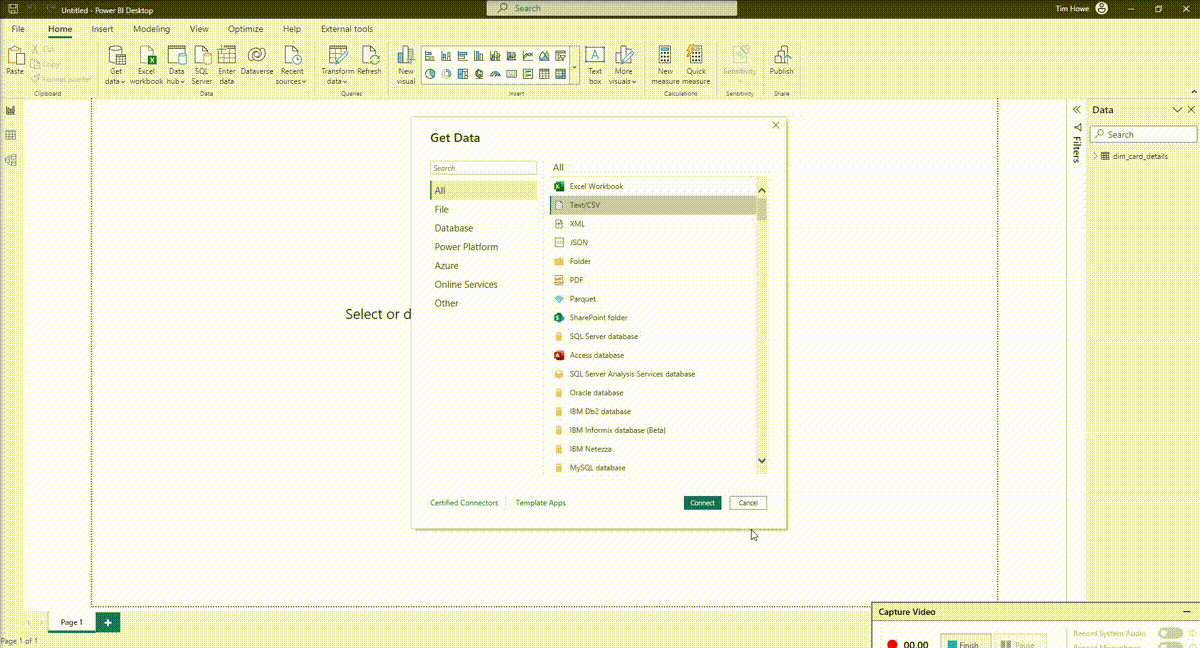 Untitled - Power BI Desktop
Search
Tim Howe
File Home Insert Modeling View Optimize Help External tools
Paste
Cut
Copy
Format painter
Get data
Excel workbook
Data hub
SQL Server
Enter data
Dataverse
Recent sources
Transform data
Refresh
New visual
Text box
More visuals
New measure
Quick measure
Sensitivity
Publish
Clipboard
Data
Queries
Insert
Calculations
Sensitivity
Share
Get Data
Search
All
File
Database
Power Platform
Azure
Online Services
Other
All
Excel Workbook
Text/CSV
XML
JSON
Folder
PDF
Parquet
SharePoint folder
SQL Server database
Access database
SQL Server Analysis Services database
Oracle database
IBM Db2 database
IBM Informix database (Beta)
IBM Netezza
MySQL database
Certified Connectors
Template Apps
Connect
Cancel
Select or d
Filters
Data
Search
dim_card_details
Page 1
Page 1 of 1
Capture Video
00.00
Finish
Pause
Record System Audio
Record Microphone